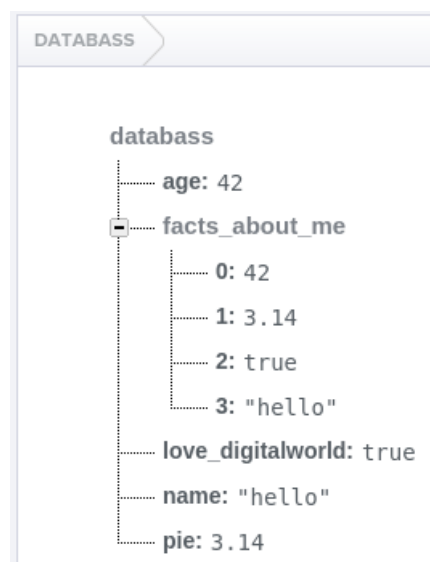 DATABASS
databass
age: 42
facts_about_me
0: 42
1: 3.14
2: true
3: "hello"
love_digitalworld: true
name: "hello"
pie: 3.14